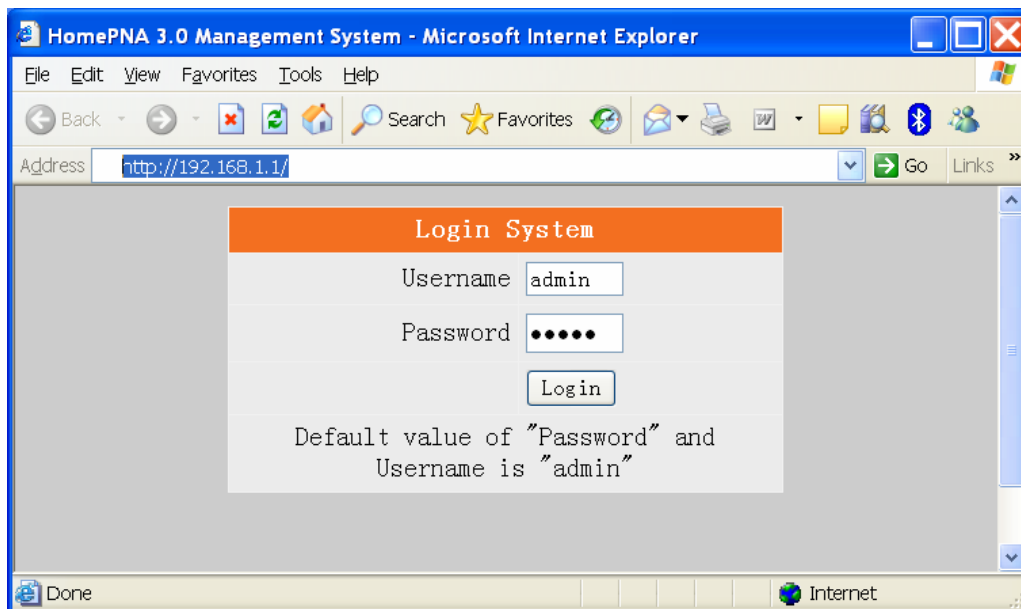 HomePNA 3.0 Management System - Microsoft Internet Explorer
File Edit View Favorites Tools Help
Back Search Favorites W
Address http://192.168.1.1/ Go Links »
Login System
Username admin
Password •••••
Login
Default value of "Password" and
Username is "admin"
Done Internet